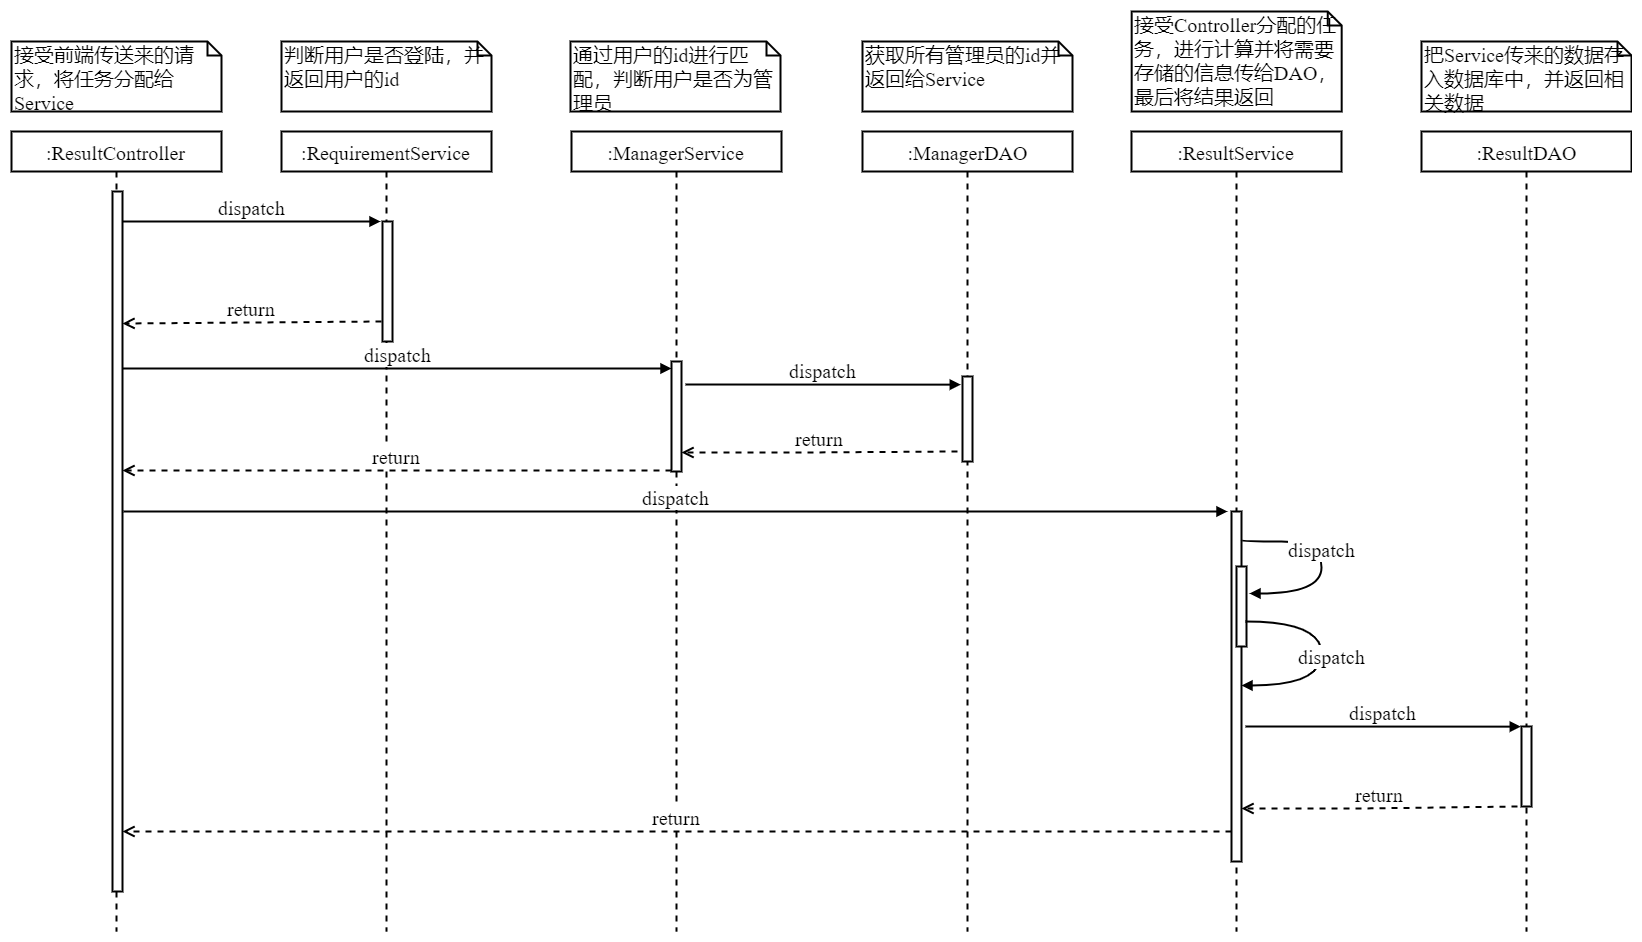 接受前端传送来的请
求，将任务分配给
Service
判断用户是否登陆，并
返回用户的id
通过用户的id进行匹
配，判断用户是否为管
理员
获取所有管理员的id并
返回给Service
接受Controller分配的任
务，进行计算并将需要
存储的信息传给DAO，
最后将结果返回
把Service传来的数据存
入数据库中，并返回相
关数据
:ResultController
:RequirementService
:ManagerService
:ManagerDAO
:ResultService
:ResultDAO
dispatch
return
dispatch
dispatch
return
return
dispatch
dispatch
dispatch
dispatch
return
return